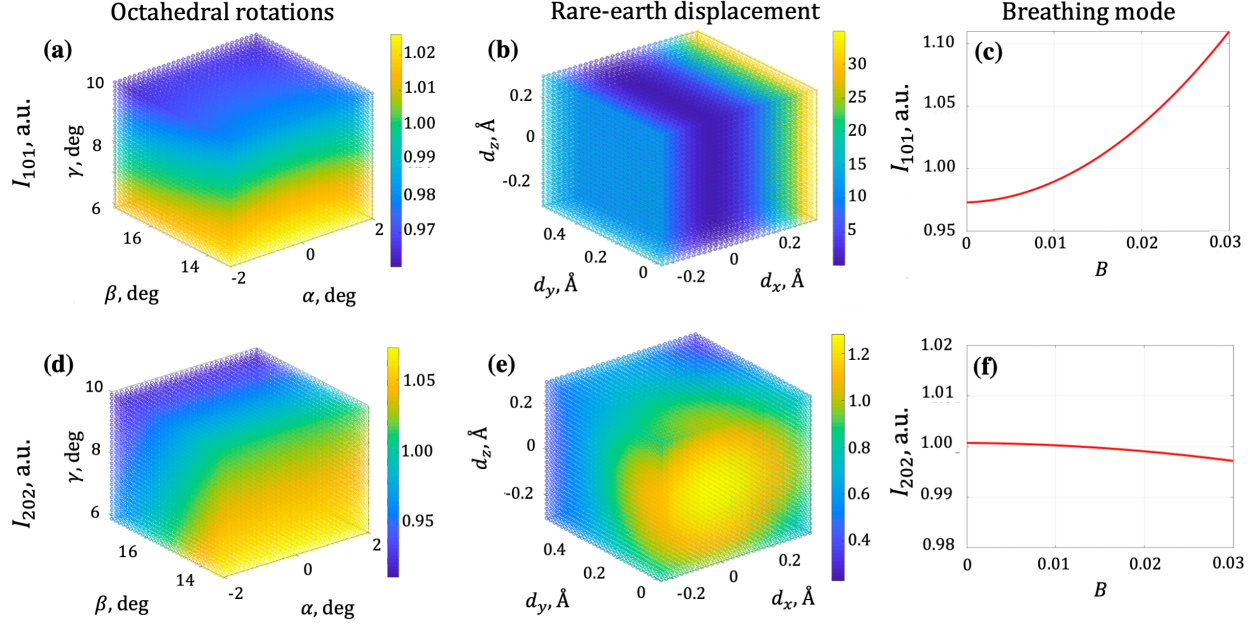 Octahedral rotations
Rare-earth displacement
Breathing mode
(a)
I101, a.u.
γ, deg
10
8
6
16
14
β, deg
-2
0
2
α, deg
1.02
1.01
1.00
0.99
0.98
0.97
(b)
dz, Å
0.2
0
-0.2
0.4
0.2
0
dy, Å
-0.2
0
0.2
dx, Å
30
25
20
15
10
5
(c)
I101, a.u.
1.10
1.05
1.00
0.95
0
0.01
0.02
0.03
B
(d)
I202, a.u.
γ, deg
10
8
6
16
14
β, deg
-2
0
2
α, deg
1.05
1.00
0.95
(e)
dz, Å
0.2
0
-0.2
0.4
0.2
0
dy, Å
-0.2
0
0.2
dx, Å
1.2
1.0
0.8
0.6
0.4
(f)
I202, a.u.
1.02
1.01
1.00
0.99
0.98
0
0.01
0.02
0.03
B